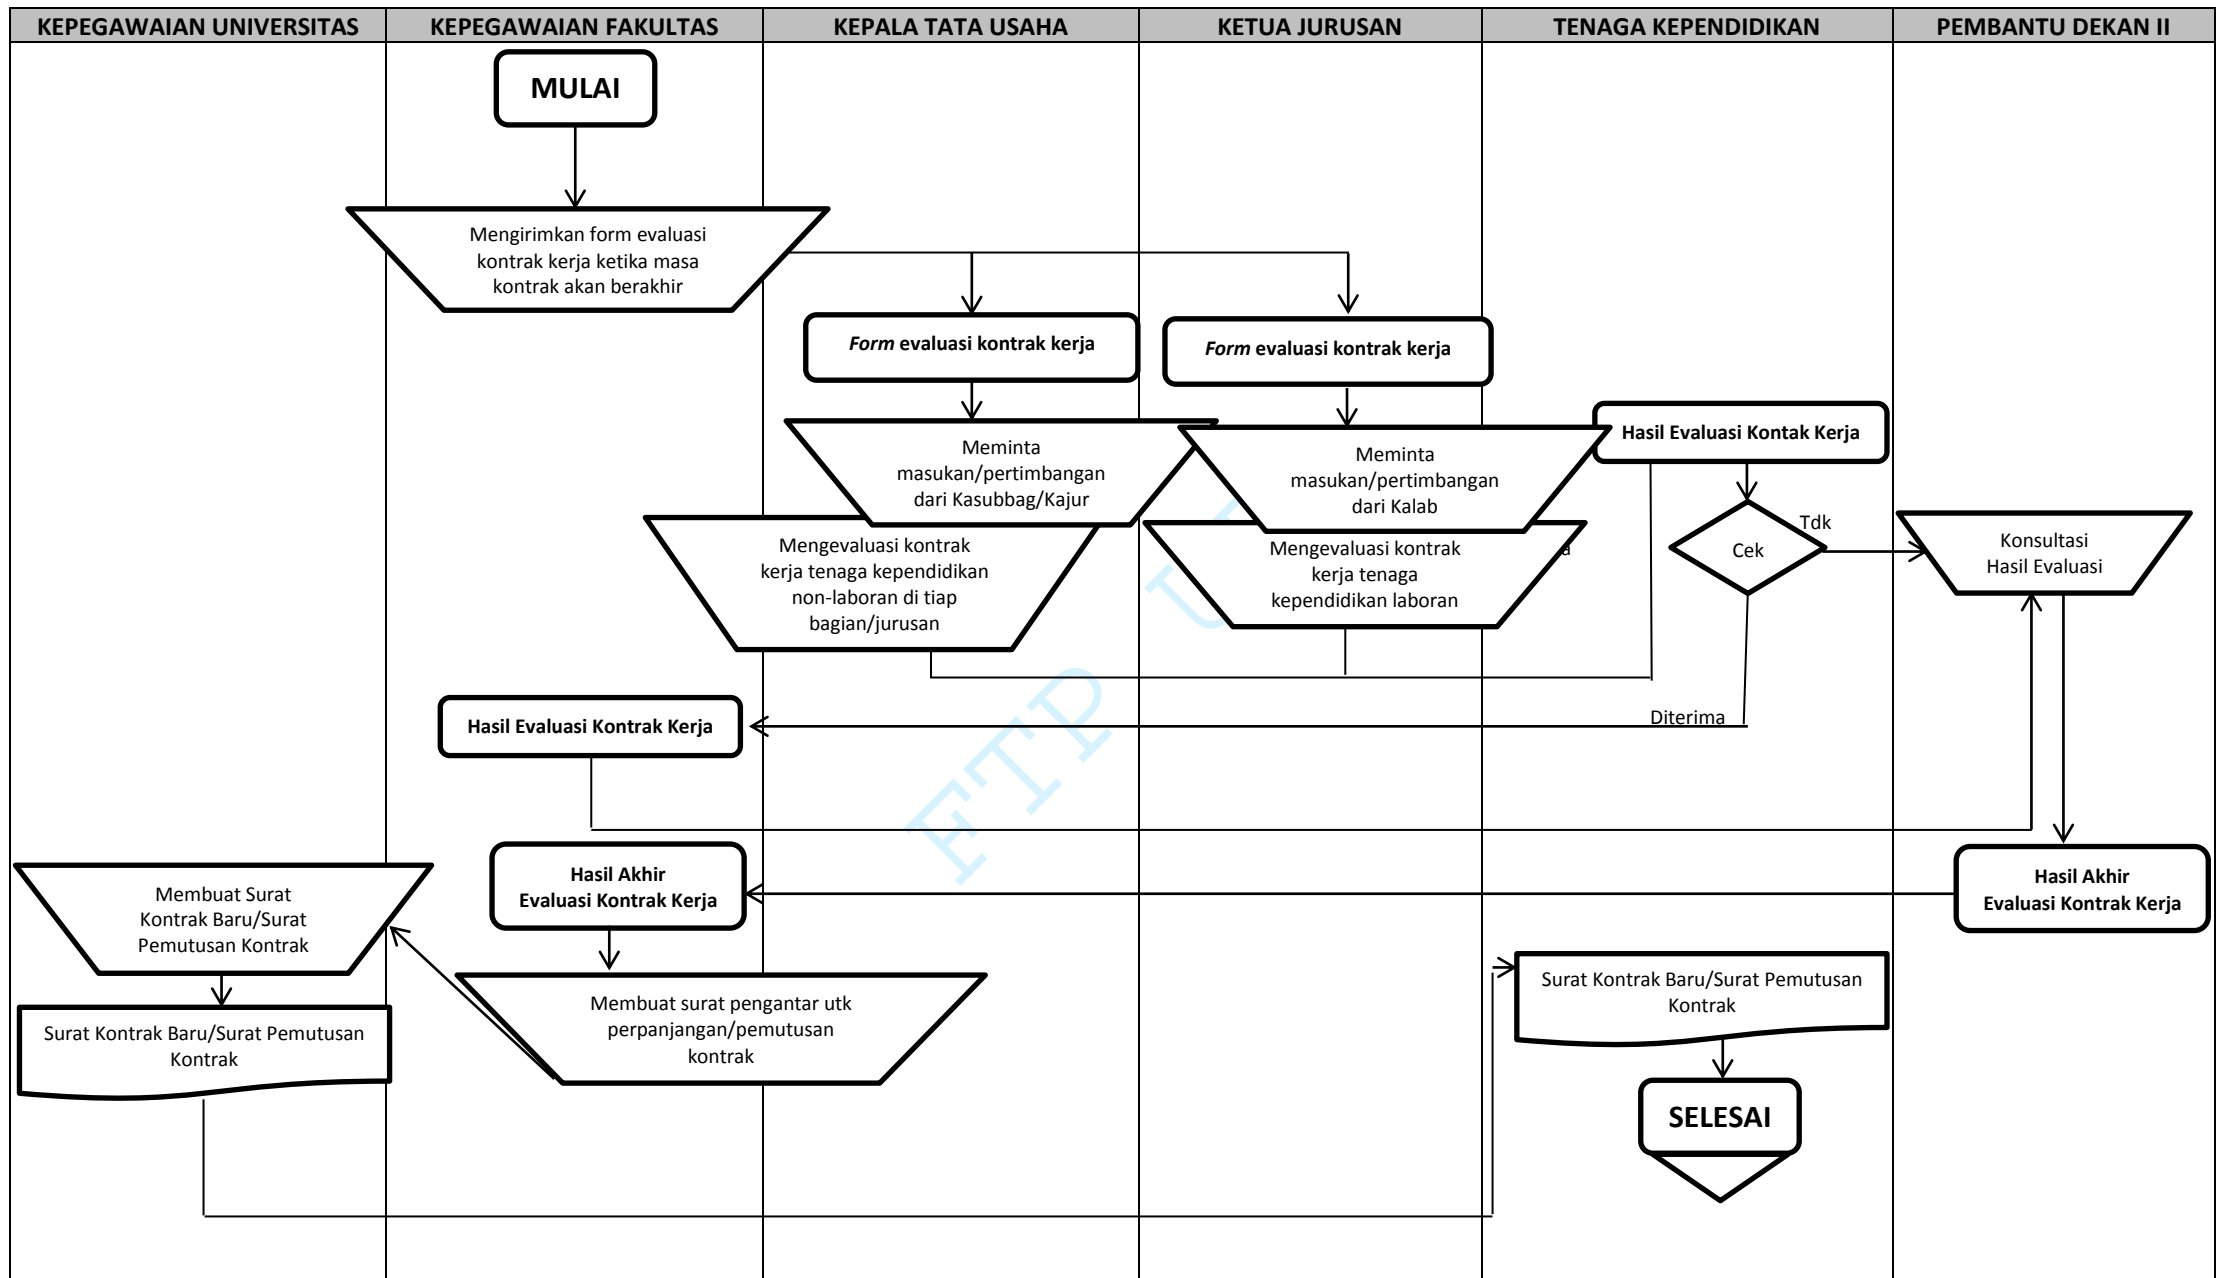 KEPEGAWAIAN UNIVERSITAS
KEPEGAWAIAN FAKULTAS
KEPALA TATA USAHA
KETUA JURUSAN
TENAGA KEPENDIDIKAN
PEMBANTU DEKAN II
MULAI
Mengirimkan form evaluasi
kontrak kerja ketika masa
kontrak akan berakhir
Form evaluasi kontrak kerja
Form evaluasi kontrak kerja
Meminta
masukan/pertimbangan
dari Kasubbag/Kajur
Meminta
masukan/pertimbangan
dari Kalab
Hasil Evaluasi Kontak Kerja
Mengevaluasi kontrak
kerja tenaga kependidikan
non-laboran di tiap
bagian/jurusan
Mengevaluasi kontrak
kerja tenaga
kependidikan laboran
Cek
Tdk
Konsultasi
Hasil Evaluasi
Diterima
Hasil Evaluasi Kontrak Kerja
Hasil Akhir
Evaluasi Kontrak Kerja
Hasil Akhir
Evaluasi Kontrak Kerja
Membuat Surat
Kontrak Baru/Surat
Pemutusan Kontrak
Membuat surat pengantar utk
perpanjangan/pemutusan
kontrak
Surat Kontrak Baru/Surat Pemutusan
Kontrak
Surat Kontrak Baru/Surat Pemutusan
Kontrak
SELESAI
FTP